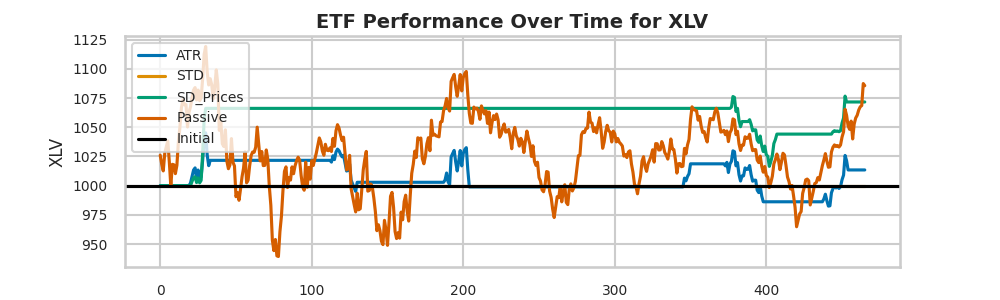 ETF Performance Over Time for XLV
XLV
1125
1100
1075
1050
1025
1000
975
950
ATR
STD
SD_Prices
Passive
Initial
0
100
200
300
400